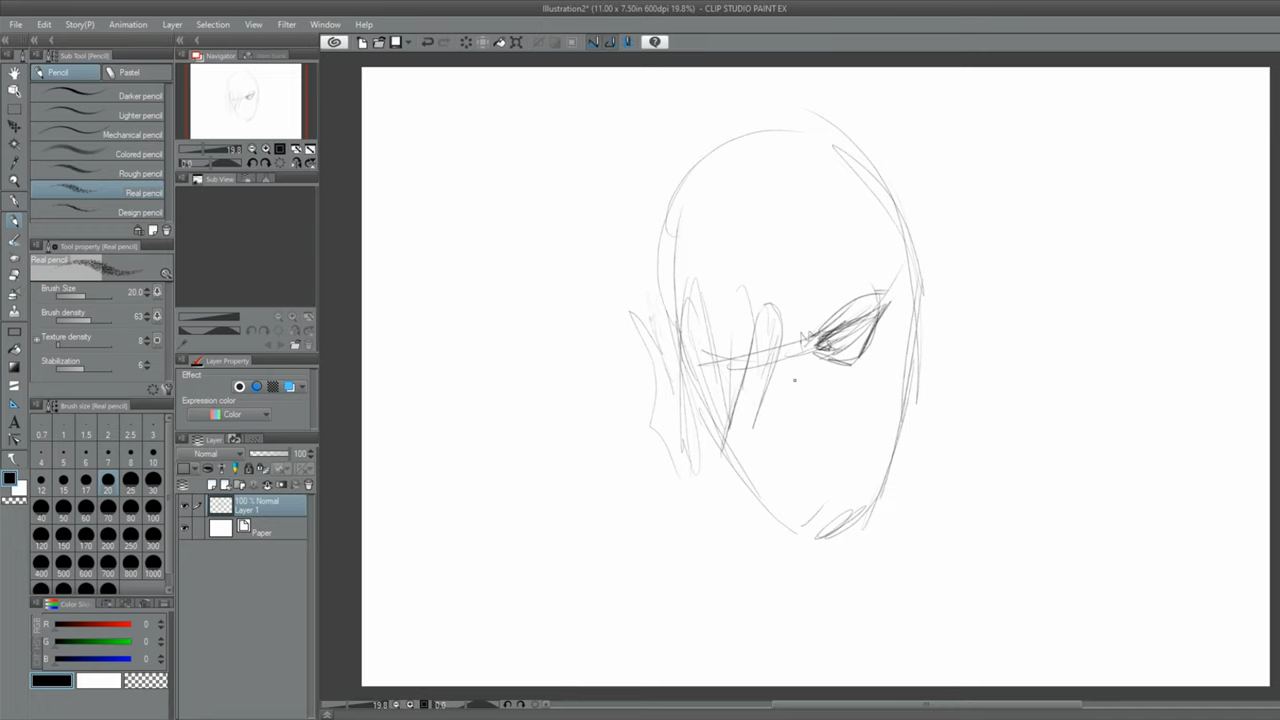 Illustration2* (11.00 x 7.50in 600dpi 19.8%) - CLIP STUDIO PAINT EX
File Edit Story(P) Animation Layer Selection View Filter Window Help
Sub Tool [Pencil]
Pencil Pastel
Darker pencil
Lighter pencil
Mechanical pencil
Colored pencil
Rough pencil
Real pencil
Design pencil
Tool property [Real pencil]
Real pencil
Brush Size 20.0
Brush density 63
Texture density 8
Stabilization 6
Brush size [Real pencil]
0.7 1 1.5 2 2.5 3
4 5 6 7 8 10
12 15 17 20 25 30
40 50 60 70 80 100
120 150 170 200 250 300
400 500 600 700 800 1000
R 0
G 0
B 0
Navigator
19.8
0.0
Sub View
Layer Property
Effect
Expression color
Color
Layer
Normal 100
100 % Normal
Layer 1
Paper
19.8 0.0